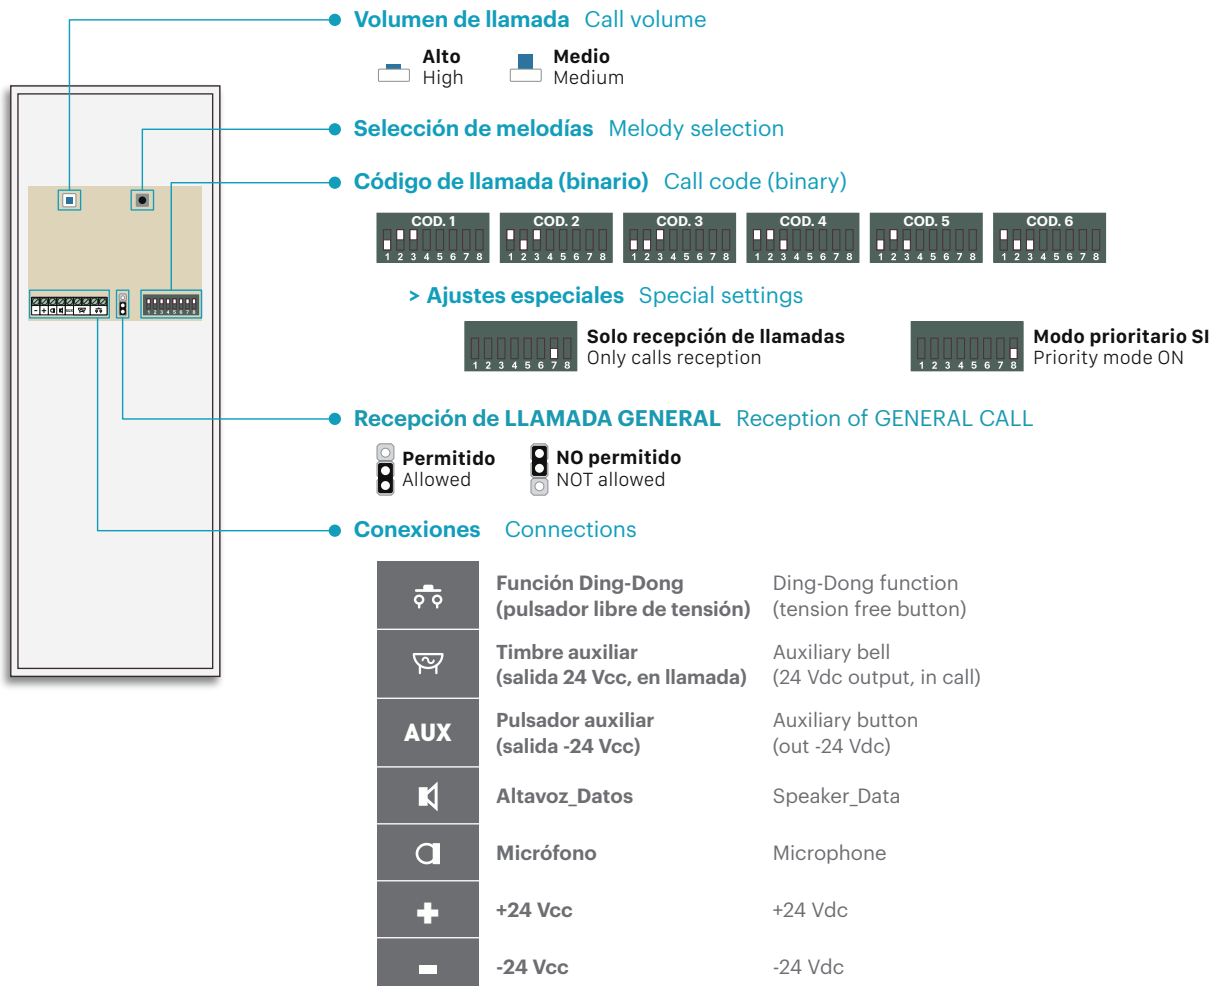 Volumen de llamada Call volume
Alto Medio
High Medium
Selección de melodías Melody selection
Código de llamada (binario) Call code (binary)
COD. 1 COD. 2 COD. 3 COD. 4 COD. 5 COD. 6
1 2 3 4 5 6 7 8 1 2 3 4 5 6 7 8 1 2 3 4 5 6 7 8 1 2 3 4 5 6 7 8 1 2 3 4 5 6 7 8 1 2 3 4 5 6 7 8
> Ajustes especiales Special settings
Solo recepción de llamadas Modo prioritario SI
Only calls reception Priority mode ON
1 2 3 4 5 6 7 8 1 2 3 4 5 6 7 8
- + AUX 1 2 3 4 5 6 7 8
Recepción de LLAMADA GENERAL Reception of GENERAL CALL
Permitido NO permitido
Allowed NOT allowed
Conexiones Connections
Función Ding-Dong Ding-Dong function
(pulsador libre de tensión) (tension free button)
Timbre auxiliar Auxiliary bell
(salida 24 Vcc, en llamada) (24 Vdc output, in call)
AUX Pulsador auxiliar Auxiliary button
(salida -24 Vcc) (out -24 Vdc)
Altavoz_Datos Speaker_Data
Micrófono Microphone
+ +24 Vcc +24 Vdc
- -24 Vcc -24 Vdc